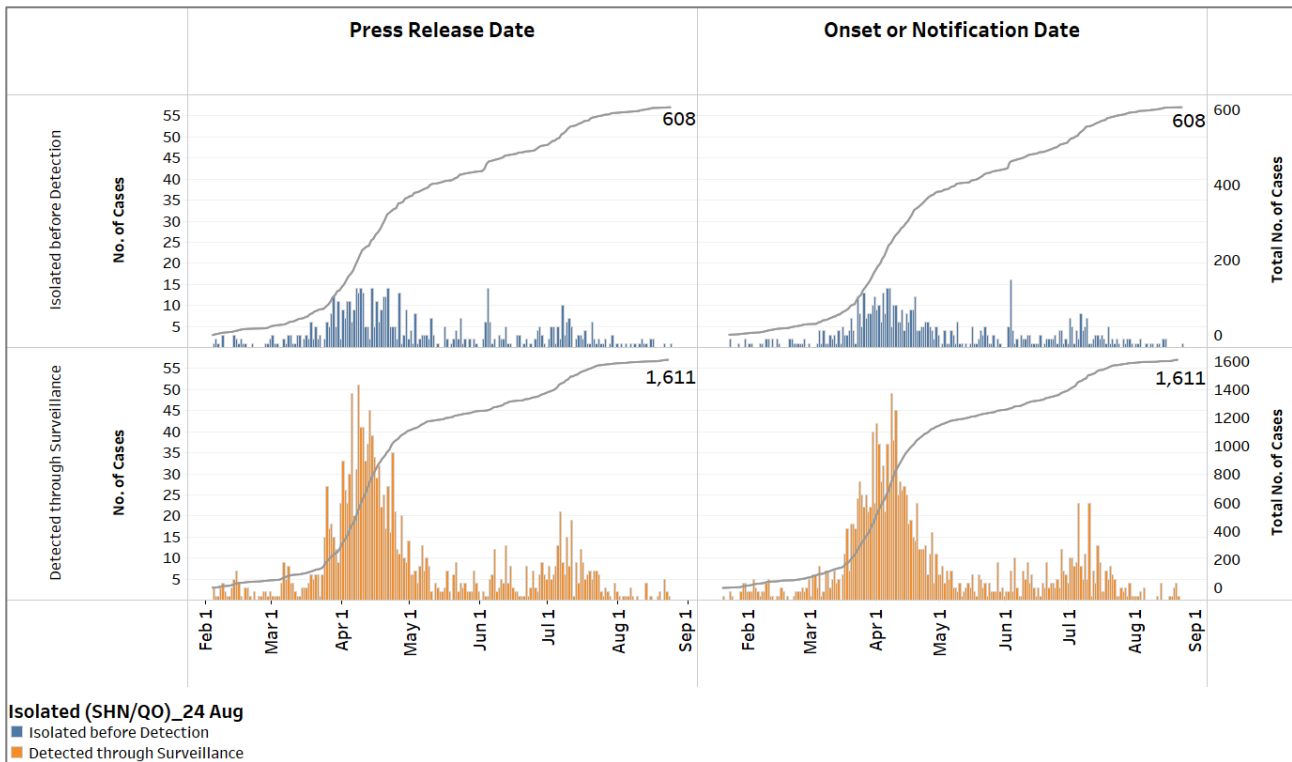 Press Release Date
Onset or Notification Date
Isolated before Detection
No. of Cases
55
50
45
40
35
30
25
20
15
10
5
608
608
600
400
200
0
Total No. of Cases
Detected through Surveillance
No. of Cases
55
50
45
40
35
30
25
20
15
10
5
1,611
1,611
1600
1400
1200
1000
800
600
400
200
0
Total No. of Cases
Feb 1
Mar 1
Apr 1
May 1
Jun 1
Jul 1
Aug 1
Sep 1
Feb 1
Mar 1
Apr 1
May 1
Jun 1
Jul 1
Aug 1
Sep 1
Isolated (SHN/QO)_24 Aug
Isolated before Detection
Detected through Surveillance